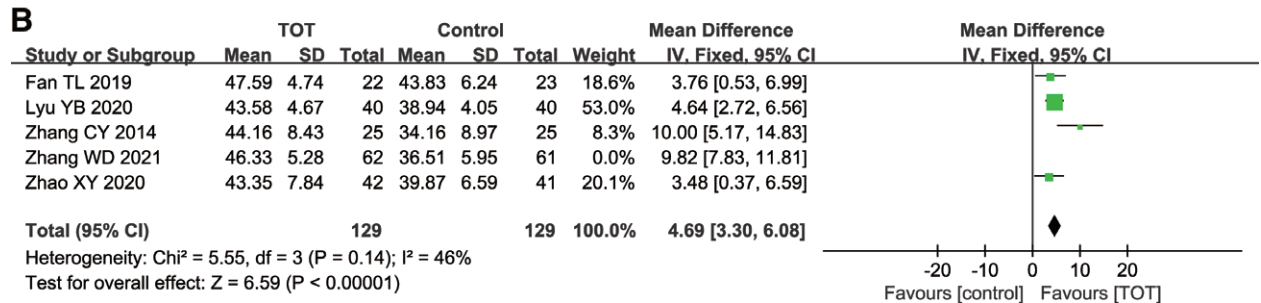 B
TOT Control Mean Difference Mean Difference
Study or Subgroup Mean SD Total Mean SD Total Weight IV, Fixed, 95% CI IV, Fixed, 95% CI
Fan TL 2019 47.59 4.74 22 43.83 6.24 23 18.6% 3.76 [0.53, 6.99]
Lyu YB 2020 43.58 4.67 40 38.94 4.05 40 53.0% 4.64 [2.72, 6.56]
Zhang CY 2014 44.16 8.43 25 34.16 8.97 25 8.3% 10.00 [5.17, 14.83]
Zhang WD 2021 46.33 5.28 62 36.51 5.95 61 0.0% 9.82 [7.83, 11.81]
Zhao XY 2020 43.35 7.84 42 39.87 6.59 41 20.1% 3.48 [0.37, 6.59]
Total (95% CI) 129 129 100.0% 4.69 [3.30, 6.08]
Heterogeneity: Chi² = 5.55, df = 3 (P = 0.14); I² = 46%
Test for overall effect: Z = 6.59 (P < 0.00001)
-20 -10 0 10 20
Favours [control] Favours [TOT]